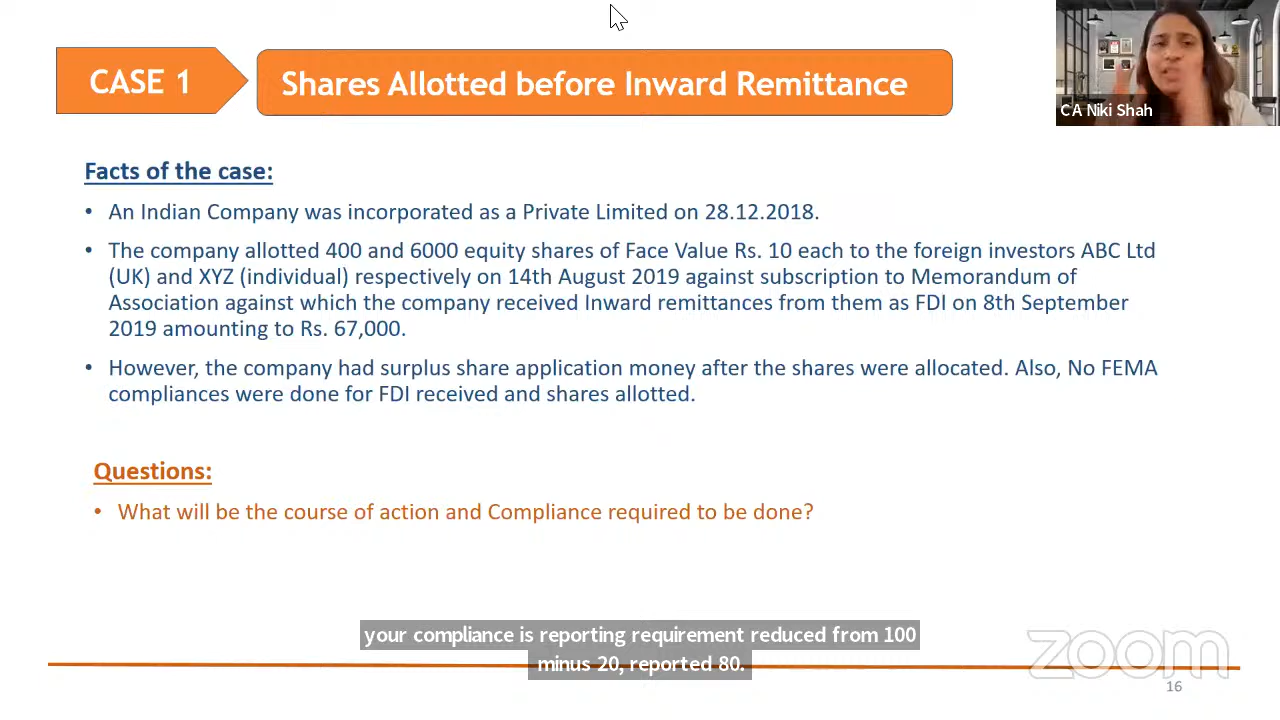 CASE 1
Shares Allotted before Inward Remittance
CA Niki Shah
Facts of the case:
• An Indian Company was incorporated as a Private Limited on 28.12.2018.
• The company allotted 400 and 6000 equity shares of Face Value Rs. 10 each to the foreign investors ABC Ltd
(UK) and XYZ (individual) respectively on 14th August 2019 against subscription to Memorandum of
Association against which the company received Inward remittances from them as FDI on 8th September
2019 amounting to Rs. 67,000.
• However, the company had surplus share application money after the shares were allocated. Also, No FEMA
compliances were done for FDI received and shares allotted.
Questions:
• What will be the course of action and Compliance required to be done?
your compliance is reporting requirement reduced from 100
minus 20, reported 80.
zoom
16